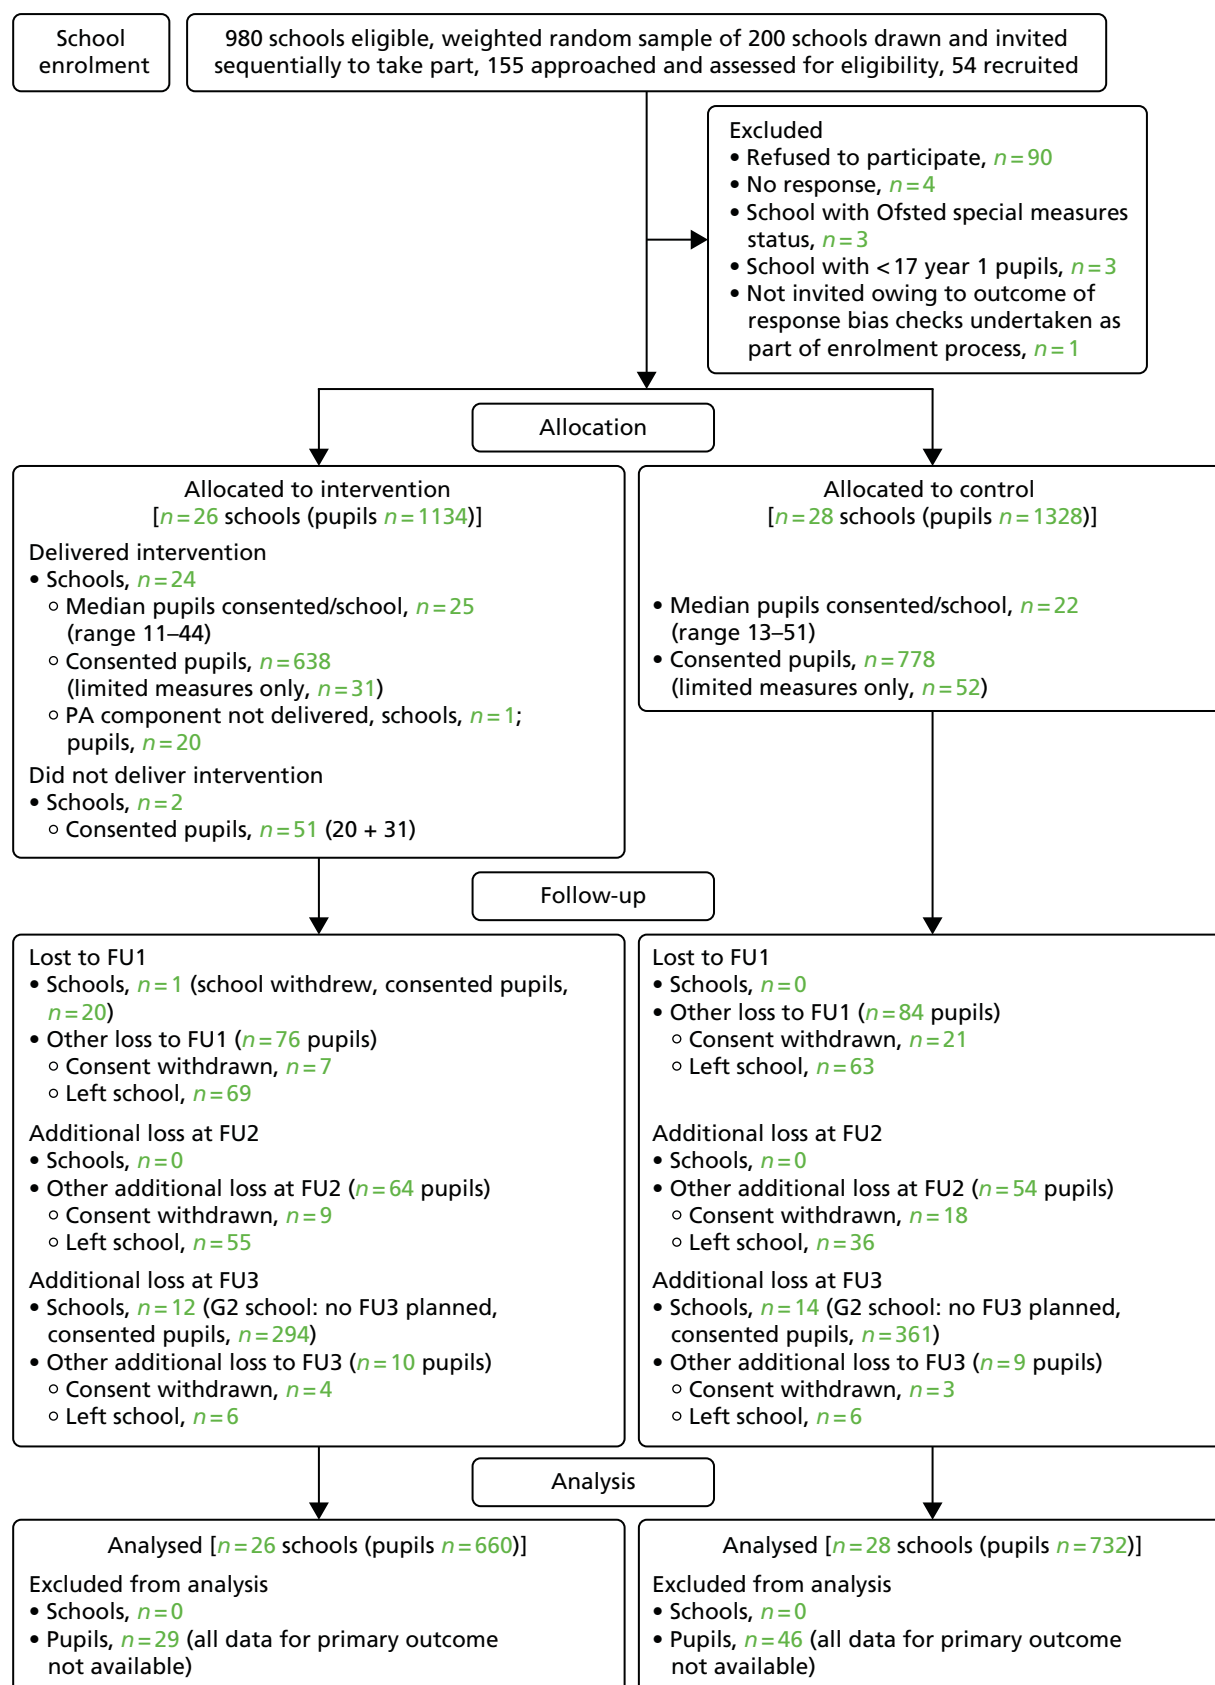 School
enrolment
980 schools eligible, weighted random sample of 200 schools drawn and invited
sequentially to take part, 155 approached and assessed for eligibility, 54 recruited
Excluded
• Refused to participate, n = 90
• No response, n = 4
• School with Ofsted special measures
status, n = 3
• School with < 17 year 1 pupils, n = 3
• Not invited owing to outcome of
response bias checks undertaken as
part of enrolment process, n = 1
Allocation
Allocated to intervention
[n = 26 schools (pupils n = 1134)]
Delivered intervention
• Schools, n = 24
○ Median pupils consented/school, n = 25
(range 11–44)
○ Consented pupils, n = 638
(limited measures only, n = 31)
○ PA component not delivered, schools, n = 1;
pupils, n = 20
Did not deliver intervention
• Schools, n = 2
○ Consented pupils, n = 51 (20 + 31)
Allocated to control
[n = 28 schools (pupils n = 1328)]
• Median pupils consented/school, n = 22
(range 13–51)
• Consented pupils, n = 778
(limited measures only, n = 52)
Follow-up
Lost to FU1
• Schools, n = 1 (school withdrew, consented pupils,
n = 20)
• Other loss to FU1 (n = 76 pupils)
○ Consent withdrawn, n = 7
○ Left school, n = 69
Additional loss at FU2
• Schools, n = 0
• Other additional loss at FU2 (n = 64 pupils)
○ Consent withdrawn, n = 9
○ Left school, n = 55
Additional loss at FU3
• Schools, n = 12 (G2 school: no FU3 planned,
consented pupils, n = 294)
• Other additional loss to FU3 (n = 10 pupils)
○ Consent withdrawn, n = 4
○ Left school, n = 6
Lost to FU1
• Schools, n = 0
• Other loss to FU1 (n = 84 pupils)
○ Consent withdrawn, n = 21
○ Left school, n = 63
Additional loss at FU2
• Schools, n = 0
• Other additional loss at FU2 (n = 54 pupils)
○ Consent withdrawn, n = 18
○ Left school, n = 36
Additional loss at FU3
• Schools, n = 14 (G2 school: no FU3 planned,
consented pupils, n = 361)
• Other additional loss to FU3 (n = 9 pupils)
○ Consent withdrawn, n = 3
○ Left school, n = 6
Analysis
Analysed [n = 26 schools (pupils n = 660)]
Excluded from analysis
• Schools, n = 0
• Pupils, n = 29 (all data for primary outcome
not available)
Analysed [n = 28 schools (pupils n = 732)]
Excluded from analysis
• Schools, n = 0
• Pupils, n = 46 (all data for primary outcome
not available)